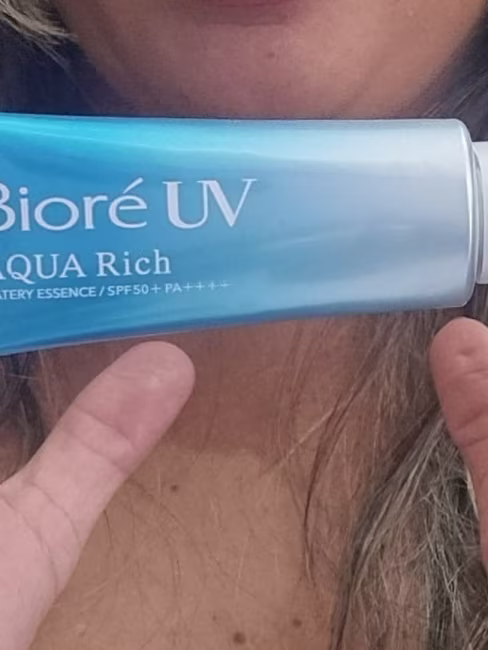 Bioré UV
AQUA Rich
ATERY ESSENCE / SPF50+ PA++++